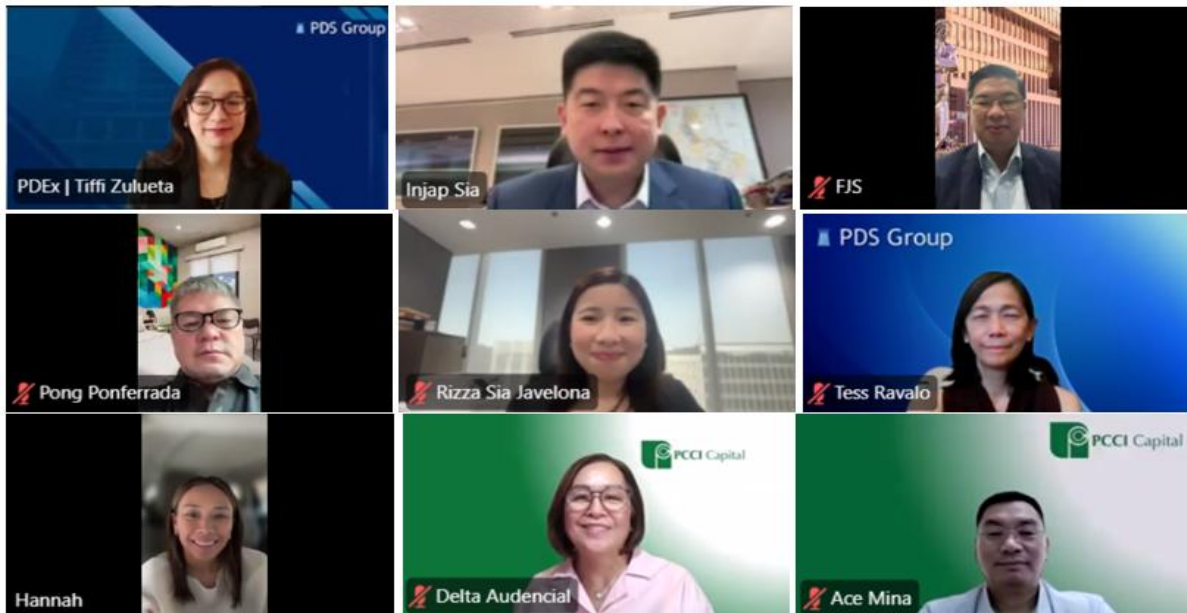 PDS Group
PDEx | Tiffi Zulueta
Injap Sia
FJS
Pong Ponferrada
Rizza Sia Javelona
PDS Group
Tess Ravalo
Hannah
PCCI Capital
Delta Audencial
PCCI Capital
Ace Mina